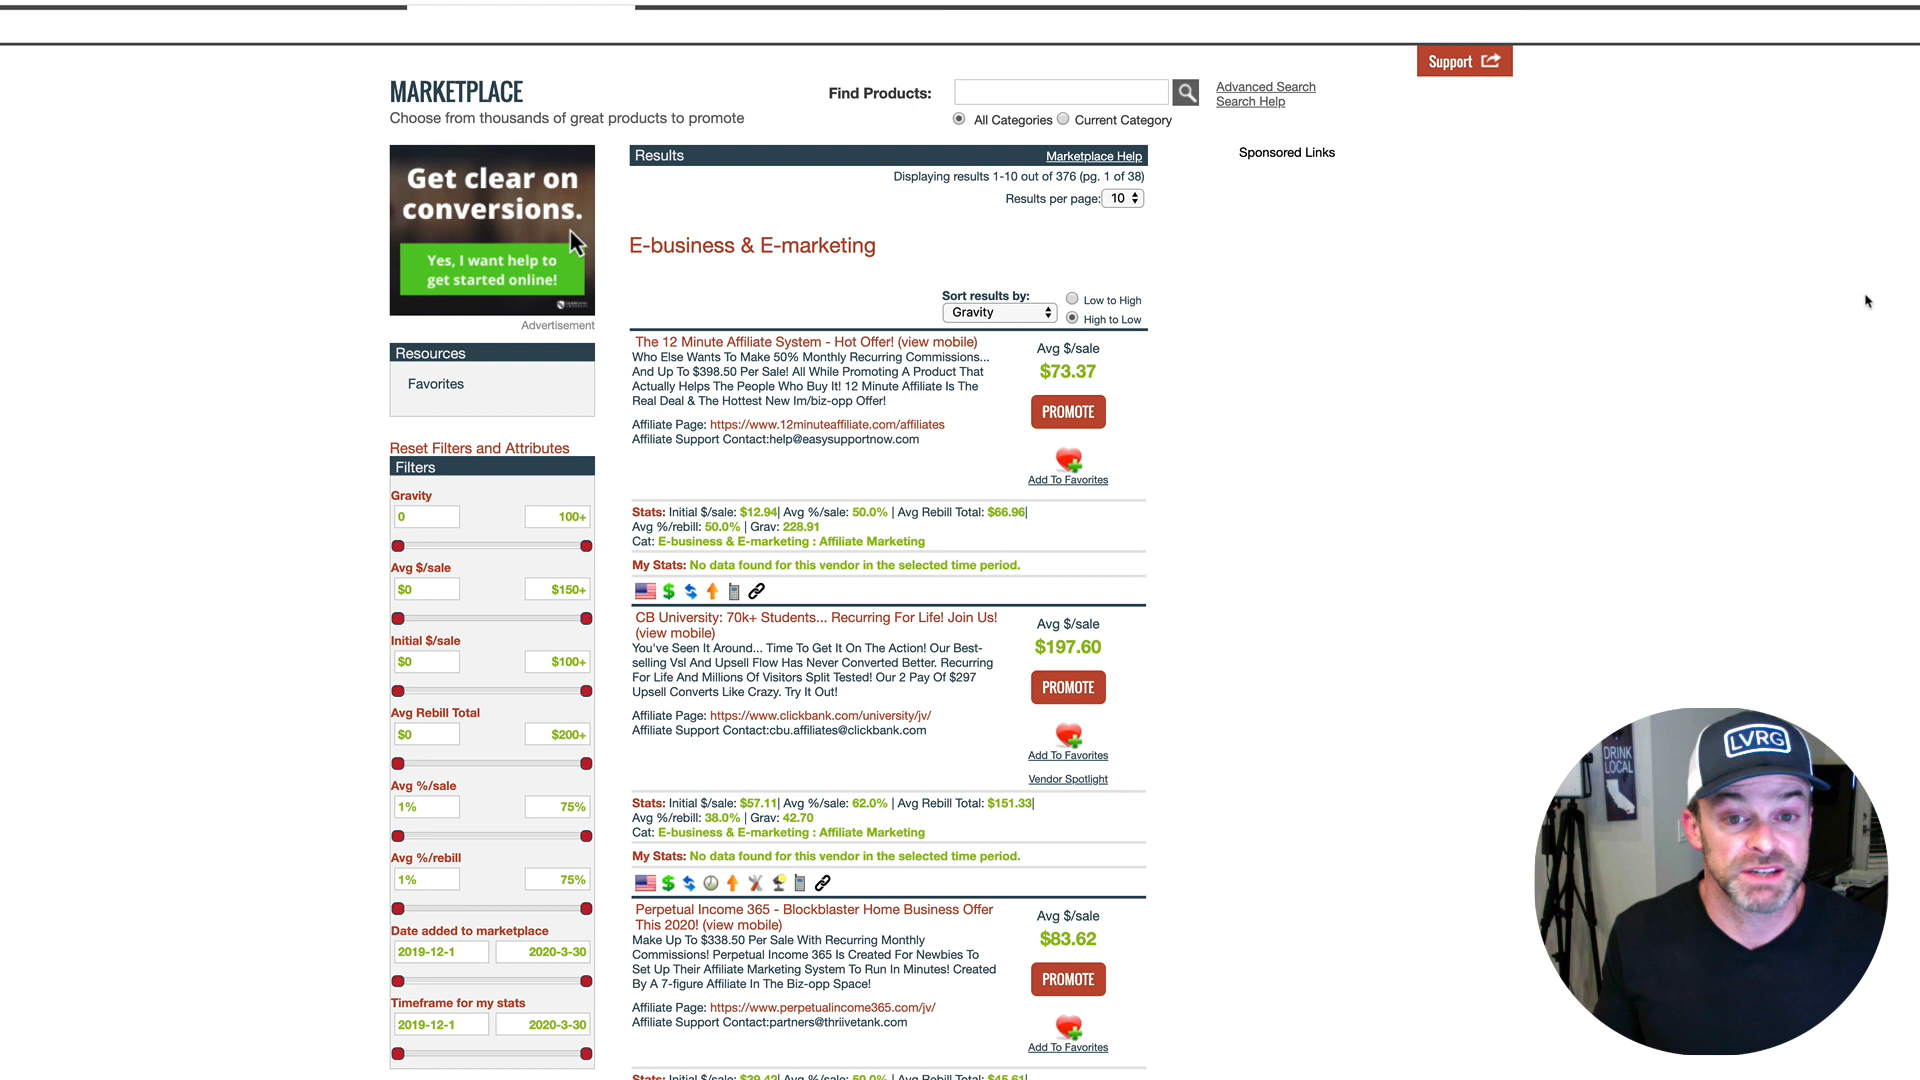 Support
MARKETPLACE
Choose from thousands of great products to promote
Find Products:
Advanced Search
Search Help
All Categories
Current Category
Get clear on
conversions.
Yes, I want help to
get started online!
Advertisement
Resources
Favorites
Reset Filters and Attributes
Filters
Gravity
0 100+
Avg $/sale
$0 $150+
Initial $/sale
$0 $100+
Avg Rebill Total
$0 $200+
Avg %/sale
1% 75%
Avg %/rebill
1% 75%
Date added to marketplace
2019-12-1 2020-3-30
Timeframe for my stats
2019-12-1 2020-3-30
Results Marketplace Help
Displaying results 1-10 out of 376 (pg. 1 of 38)
Results per page: 10
E-business & E-marketing
Sort results by:
Gravity
Low to High
High to Low
The 12 Minute Affiliate System - Hot Offer! (view mobile)
Who Else Wants To Make 50% Monthly Recurring Commissions...
And Up To $398.50 Per Sale! All While Promoting A Product That
Actually Helps The People Who Buy It! 12 Minute Affiliate Is The
Real Deal & The Hottest New Im/biz-opp Offer!
Affiliate Page: https://www.12minuteaffiliate.com/affiliates
Affiliate Support Contact:help@easysupportnow.com
Avg $/sale
$73.37
PROMOTE
Add To Favorites
Stats: Initial $/sale: $12.94| Avg %/sale: 50.0% | Avg Rebill Total: $66.96|
Avg %/rebill: 50.0% | Grav: 228.91
Cat: E-business & E-marketing : Affiliate Marketing
My Stats: No data found for this vendor in the selected time period.
CB University: 70k+ Students... Recurring For Life! Join Us!
(view mobile)
You've Seen It Around... Time To Get It On The Action! Our Best-
selling Vsl And Upsell Flow Has Never Converted Better. Recurring
For Life And Millions Of Visitors Split Tested! Our 2 Pay Of $297
Upsell Converts Like Crazy. Try It Out!
Affiliate Page: https://www.clickbank.com/university/jv/
Affiliate Support Contact:cbu.affiliates@clickbank.com
Avg $/sale
$197.60
PROMOTE
Add To Favorites
Vendor Spotlight
Stats: Initial $/sale: $57.11| Avg %/sale: 62.0% | Avg Rebill Total: $151.33|
Avg %/rebill: 38.0% | Grav: 42.70
Cat: E-business & E-marketing : Affiliate Marketing
My Stats: No data found for this vendor in the selected time period.
Perpetual Income 365 - Blockblaster Home Business Offer
This 2020! (view mobile)
Make Up To $338.50 Per Sale With Recurring Monthly
Commissions! Perpetual Income 365 Is Created For Newbies To
Set Up Their Affiliate Marketing System To Run In Minutes! Created
By A 7-figure Affiliate In The Biz-opp Space!
Affiliate Page: https://www.perpetualincome365.com/jv/
Affiliate Support Contact:partners@thriivetank.com
Avg $/sale
$83.62
PROMOTE
Add To Favorites
Stats: Initial $/sale: $39.42| Avg %/sale: 50.0% | Avg Rebill Total: $45.61|
Sponsored Links
LVRG
DRINK
LOCAL